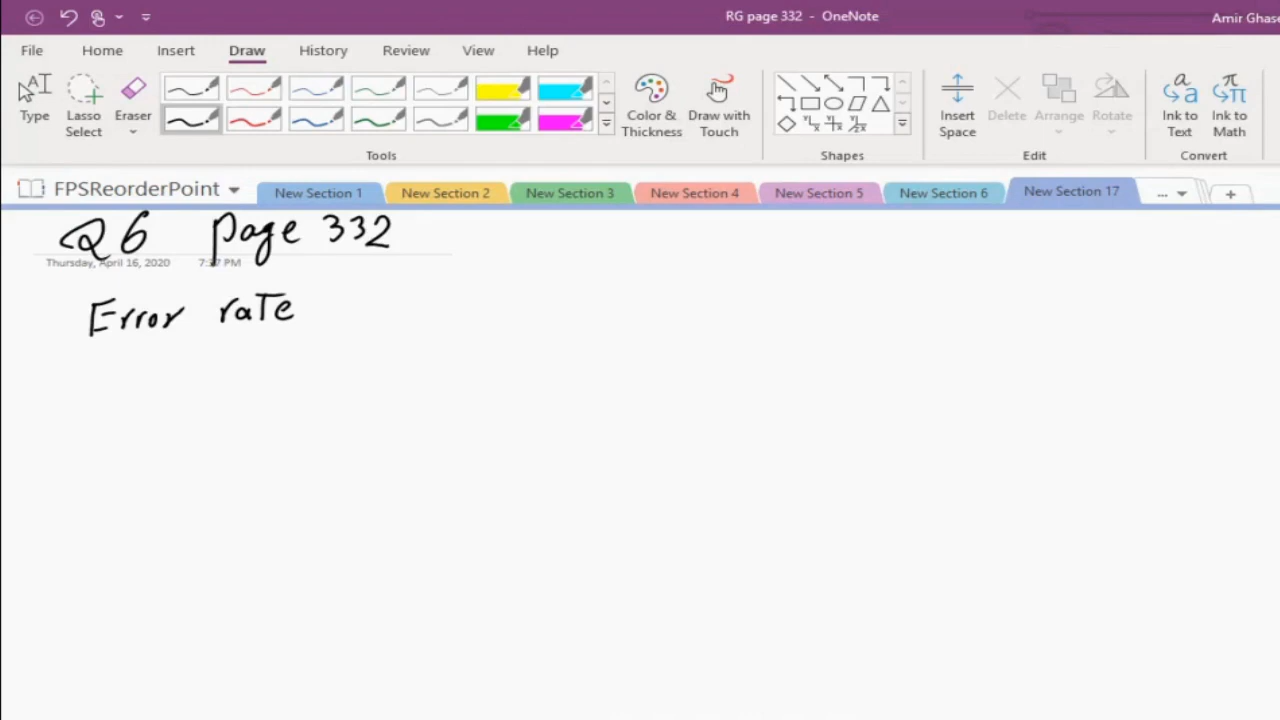 RG page 332 - OneNote
Amir Ghase
File Home Insert Draw History Review View Help
Type
Lasso Select
Eraser
Color & Thickness
Draw with Touch
Insert Space
Delete
Arrange
Rotate
Ink to Text
Ink to Math
Tools Shapes Edit Convert
FPSReorderPoint New Section 1 New Section 2 New Section 3 New Section 4 New Section 5 New Section 6 New Section 17 ... +
Q6 page 332
Thursday, April 16, 2020
Error rate